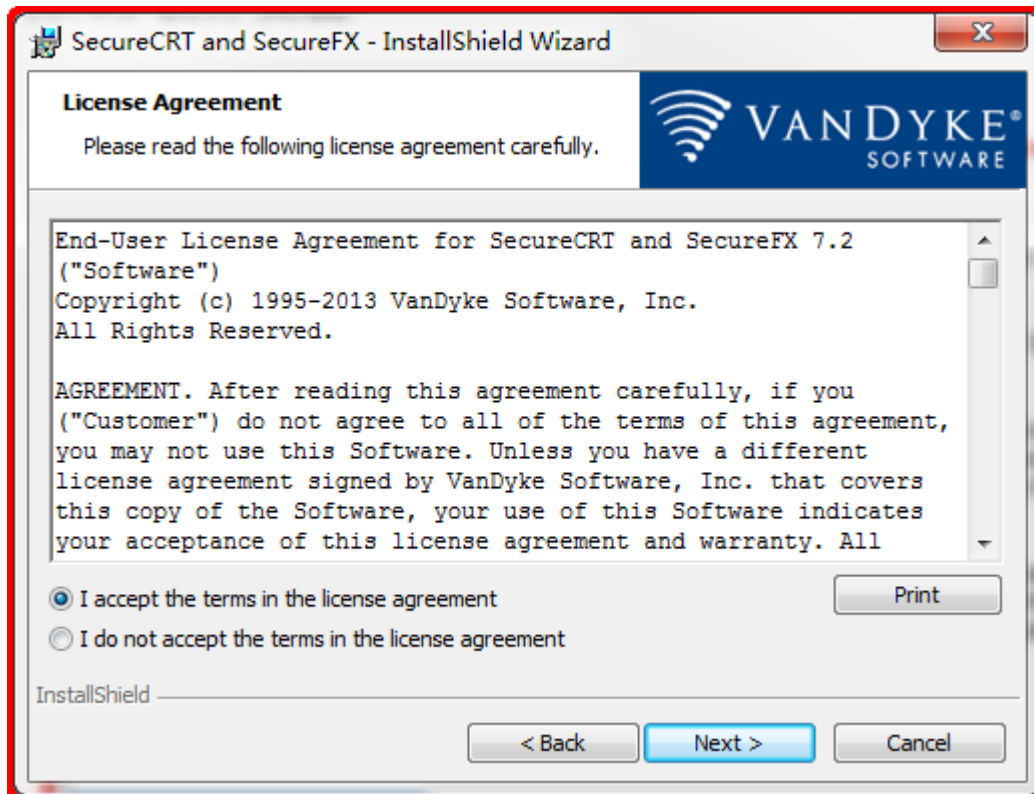 SecureCRT and SecureFX - InstallShield Wizard
License Agreement
Please read the following license agreement carefully.
VANDYKE®
SOFTWARE
End-User License Agreement for SecureCRT and SecureFX 7.2
("Software")
Copyright (c) 1995-2013 VanDyke Software, Inc.
All Rights Reserved.
AGREEMENT. After reading this agreement carefully, if you
("Customer") do not agree to all of the terms of this agreement,
you may not use this Software. Unless you have a different
license agreement signed by VanDyke Software, Inc. that covers
this copy of the Software, your use of this Software indicates
your acceptance of this license agreement and warranty. All
I accept the terms in the license agreement
Print
I do not accept the terms in the license agreement
InstallShield
< Back
Next >
Cancel